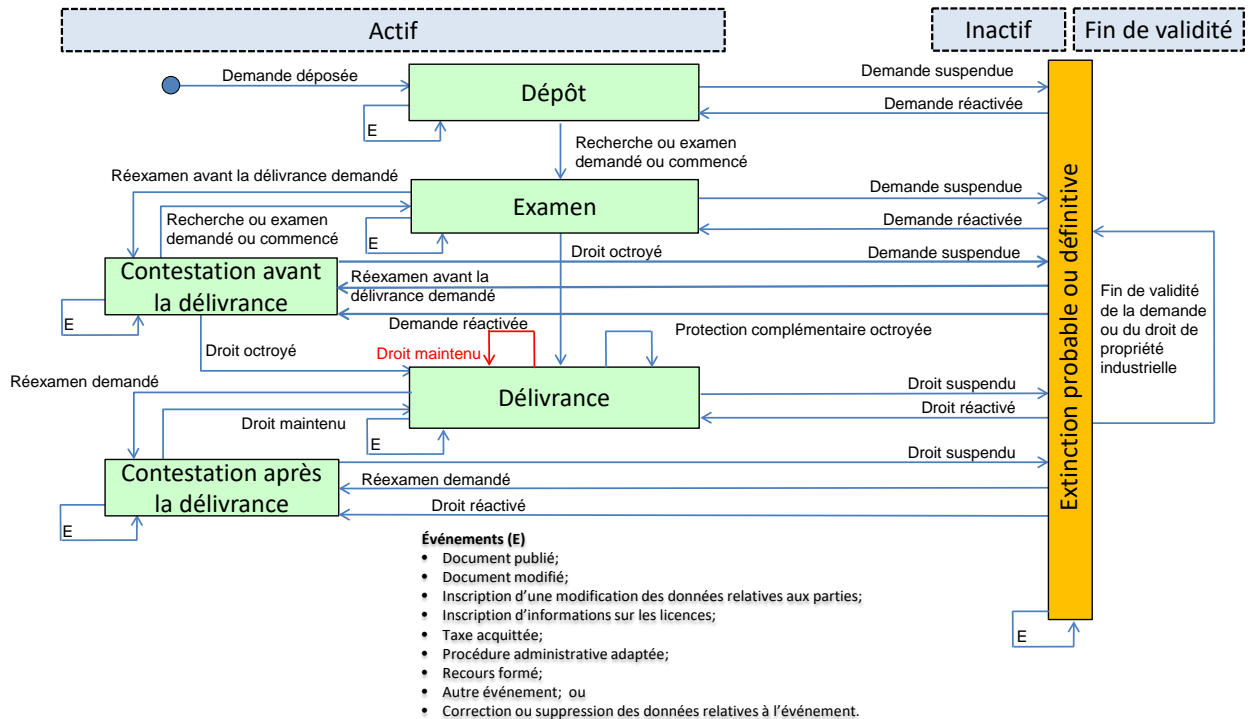 Actif
Inactif
Fin de validité
Demande déposée
Dépôt
Demande suspendue
Demande réactivée
E
Recherche ou examen
demandé ou commencé
Réexamen avant la délivrance demandé
Examen
Demande suspendue
Recherche ou examen
demandé ou commencé
E
Demande réactivée
Droit octroyé
Demande suspendue
Contestation avant
la délivrance
Réexamen avant la
délivrance demandé
E
Demande réactivée
Protection complémentaire octroyée
Droit octroyé
Droit maintenu
Réexamen demandé
Délivrance
Droit suspendu
Droit réactivé
Droit maintenu
E
Contestation après
la délivrance
Droit suspendu
Réexamen demandé
Droit réactivé
E
Extinction probable ou définitive
Fin de validité
de la demande
ou du droit de
propriété
industrielle
E
Événements (E)
• Document publié;
• Document modifié;
• Inscription d'une modification des données relatives aux parties;
• Inscription d'informations sur les licences;
• Taxe acquittée;
• Procédure administrative adaptée;
• Recours formé;
• Autre événement; ou
• Correction ou suppression des données relatives à l'événement.